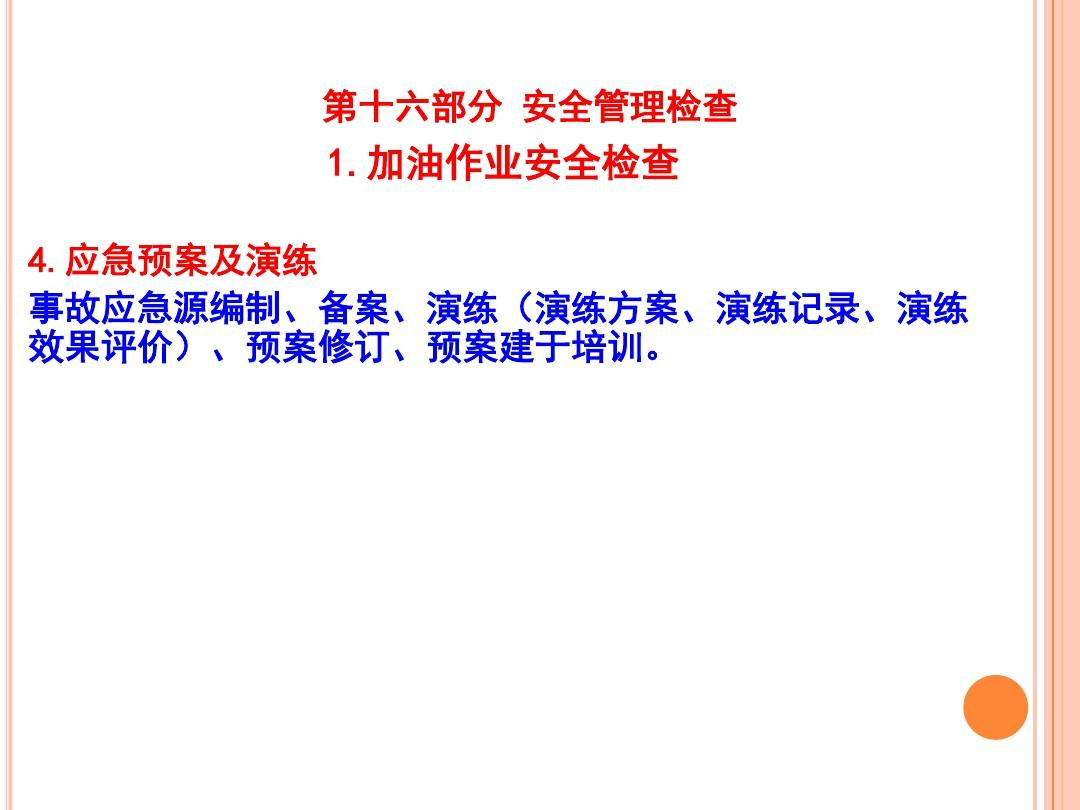 第十六部分 安全管理检查
1.加油作业安全检查
4.应急预案及演练
事故应急源编制、备案、演练（演练方案、演练记录、演练
效果评价）、预案修订、预案建于培训。